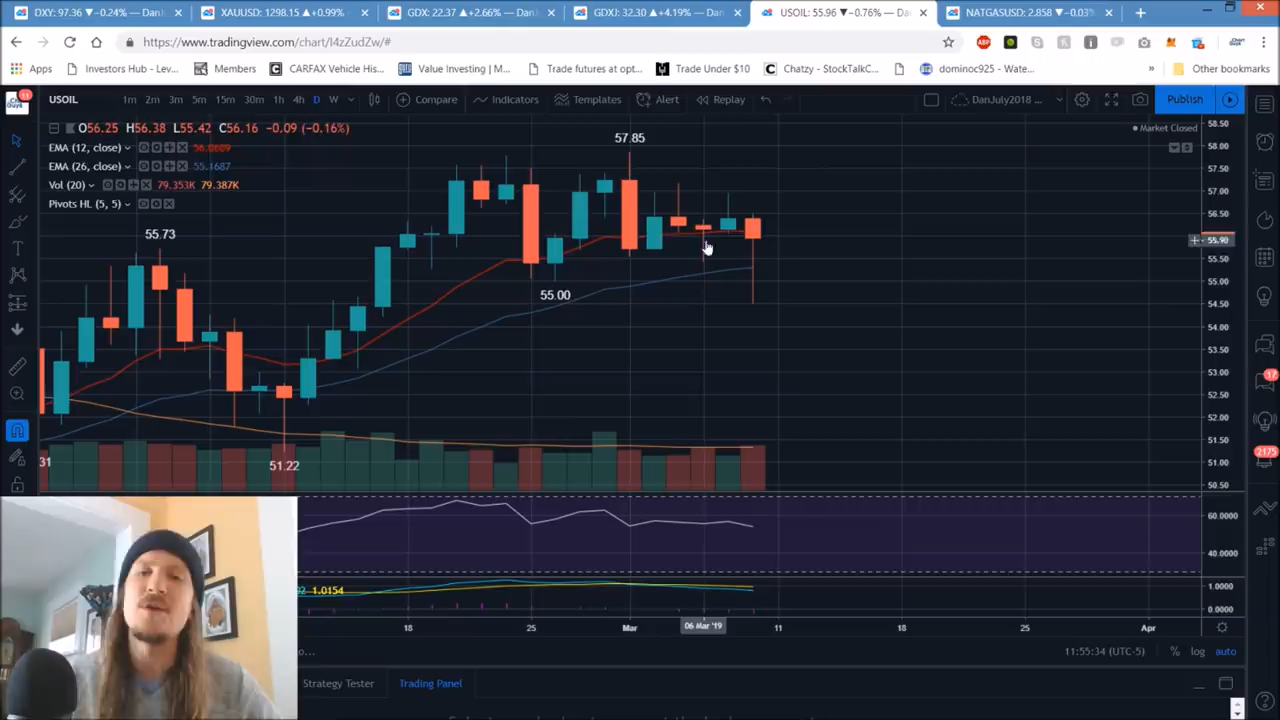 DXY: 97.36 ▼−0.24% — DanJ
XAUUSD: 1298.15 ▲+0.99%
GDX: 22.37 ▲+2.66% — DanJ
GDXJ: 32.30 ▲+4.19% — DanJ
USOIL: 55.96 ▼−0.76% — DanJ
NATGASUSD: 2.858 ▼−0.03%
https://www.tradingview.com/chart/l4zZudZw/#
Apps
Investors Hub - Lev...
Members
CARFAX Vehicle His...
Value Investing | M...
Trade futures at opt...
Trade Under $10
Chatzy - StockTalkC...
dominoc925 - Wate...
»
Other bookmarks
11
USOIL
1m 2m 3m 5m 15m 30m 1h 4h D W
Compare
Indicators
Templates
Alert
Replay
DanJuly2018 ...
Publish
O56.25 H56.38 L55.42 C56.16 −0.09 (−0.16%)
Market Closed
EMA (12, close)
EMA (26, close)
55.1687
Vol (20)
79.353K 79.387K
Pivots HL (5, 5)
57.85
55.73
55.00
51.22
31
58.50
58.00
57.50
57.00
56.50
55.90
55.50
55.00
54.50
54.00
53.50
53.00
52.50
52.00
51.50
51.00
50.50
60.0000
40.0000
1.0154
1.0000
0.0000
18
25
Mar
06 Mar '19
11
18
25
Apr
11:55:34 (UTC-5)
%
log
auto
Strategy Tester
Trading Panel
17
2175